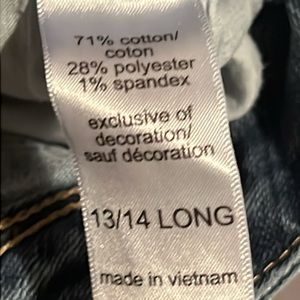 71% cotton/
coton
28% polyester
1% spandex
exclusive of
decoration/
sauf décoration
13/14 LONG
made in vietnam